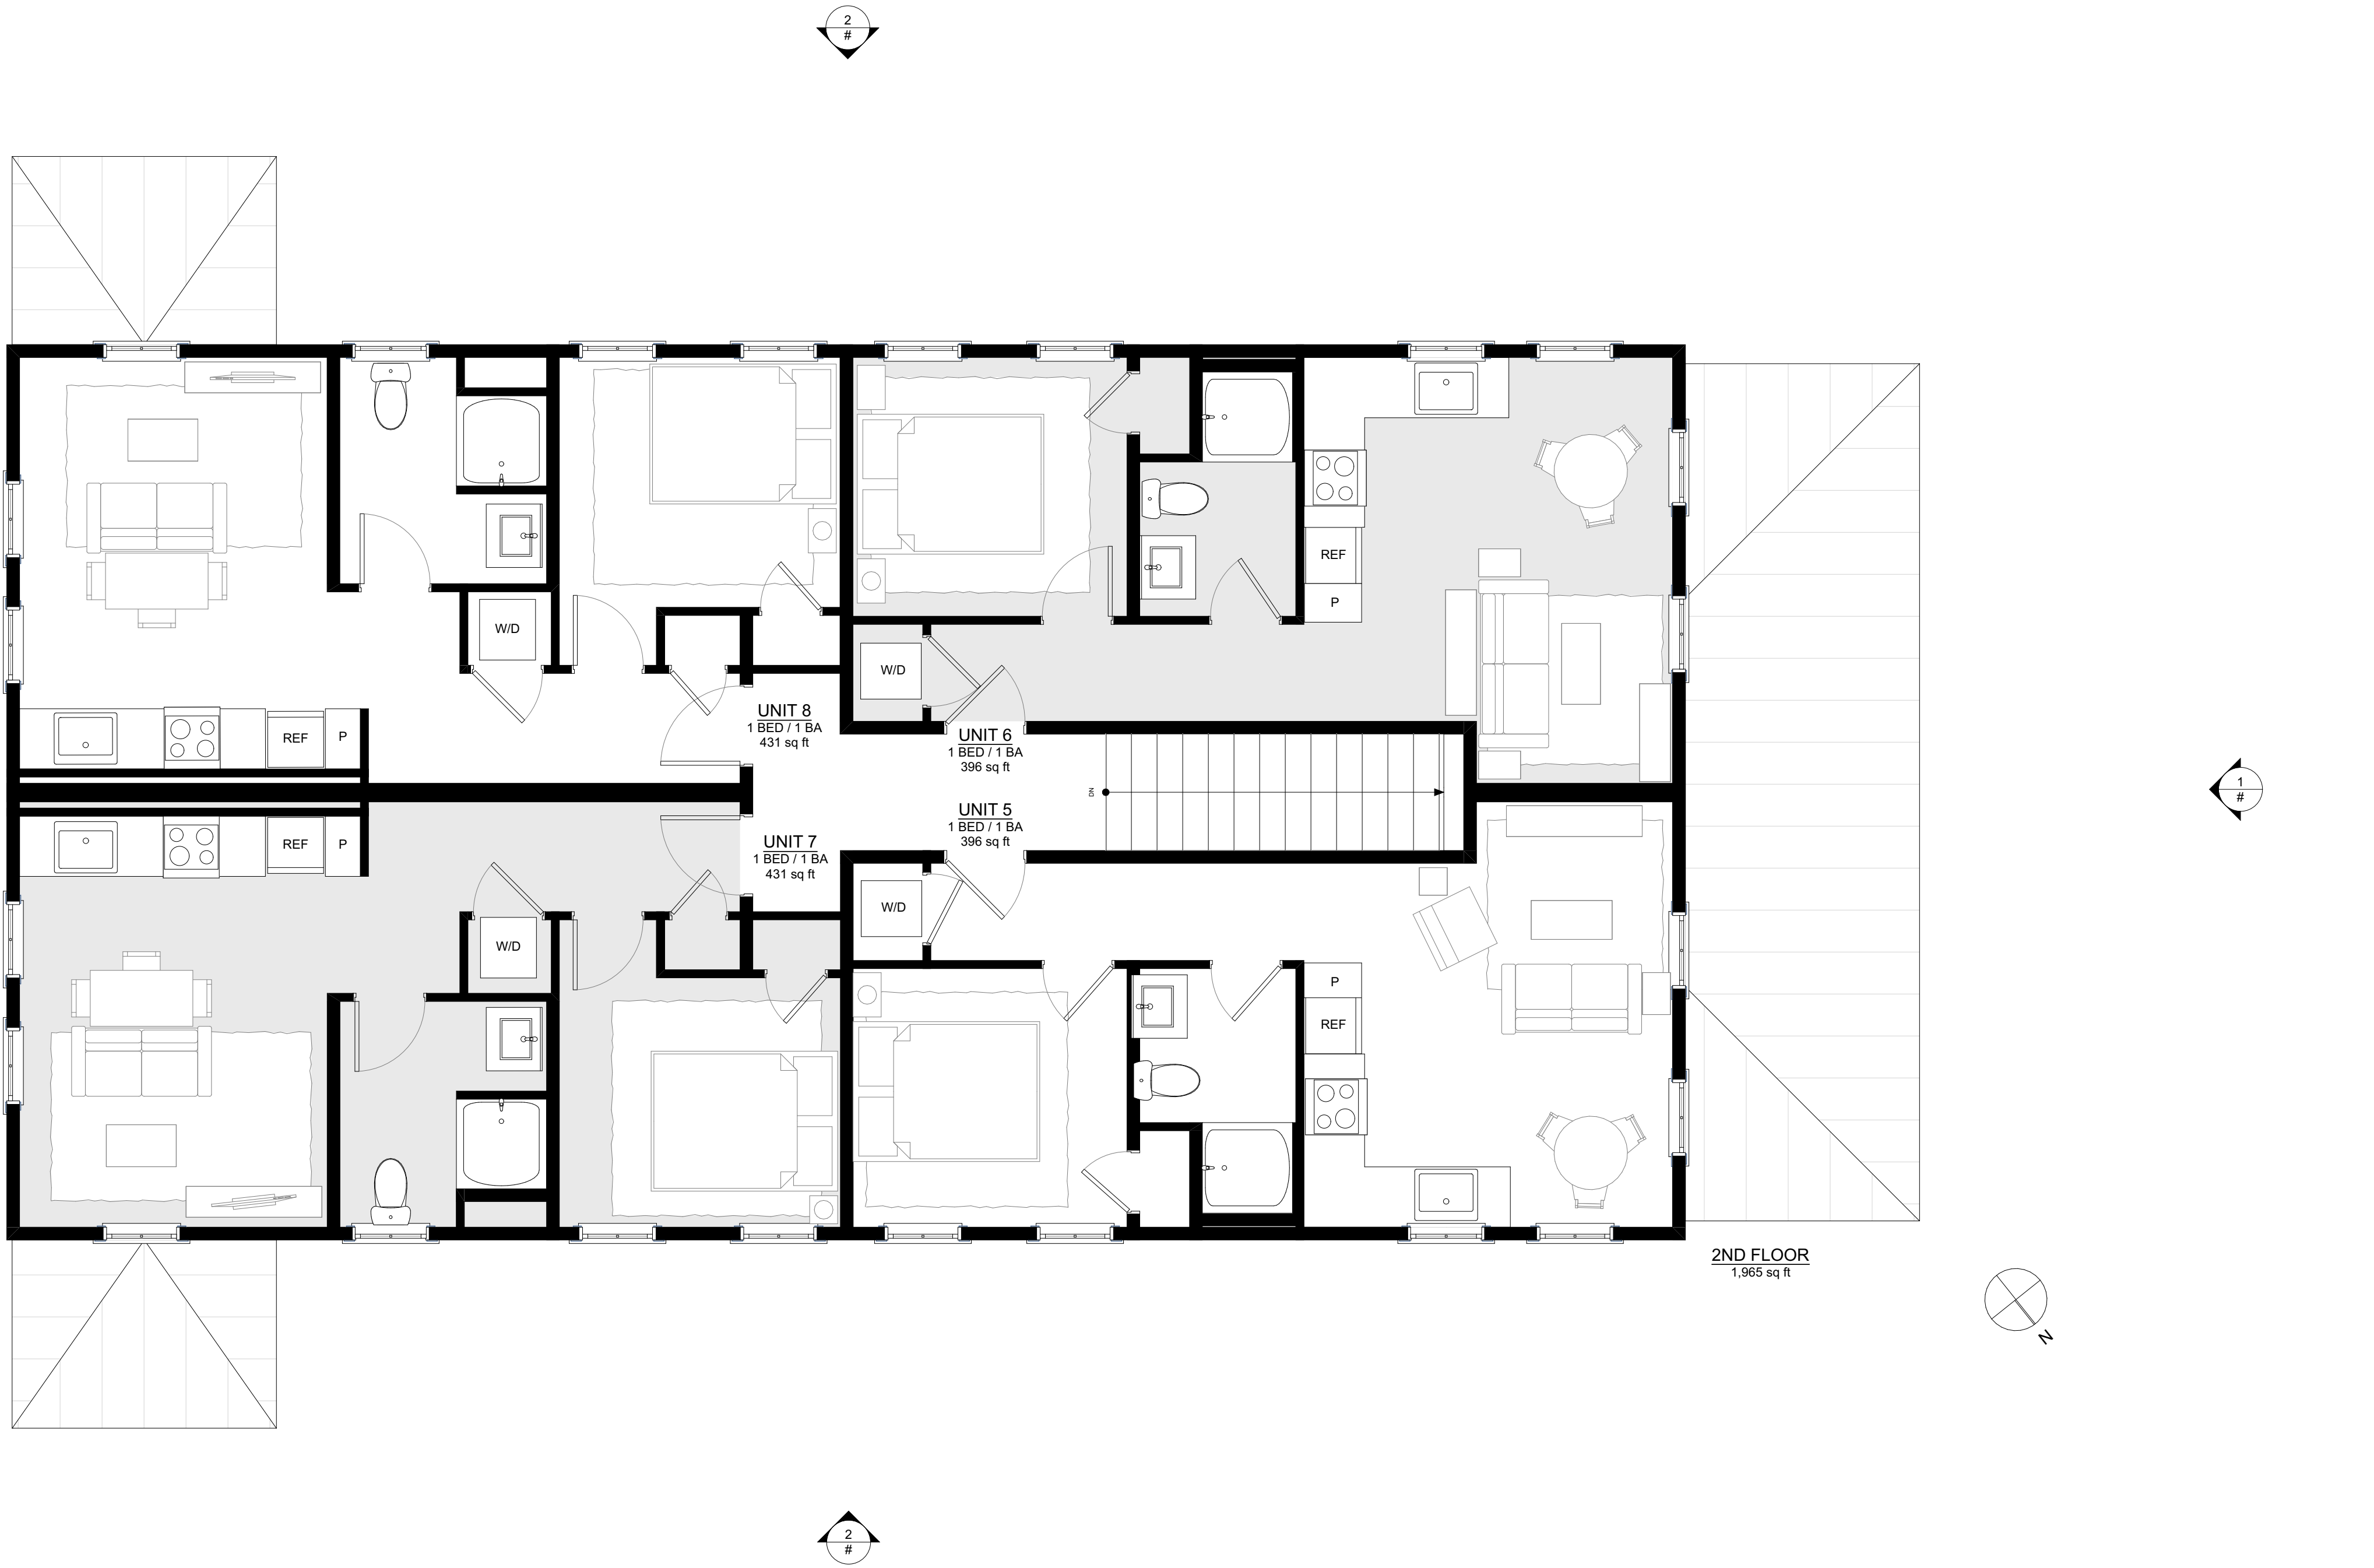 2
#
REF
P
W/D
W/D
REF
P
UNIT 8
1 BED / 1 BA
431 sq ft
UNIT 6
1 BED / 1 BA
396 sq ft
DN
1
#
UNIT 5
1 BED / 1 BA
396 sq ft
UNIT 7
1 BED / 1 BA
431 sq ft
REF
P
W/D
W/D
P
REF
2ND FLOOR
1,965 sq ft
N
2
#